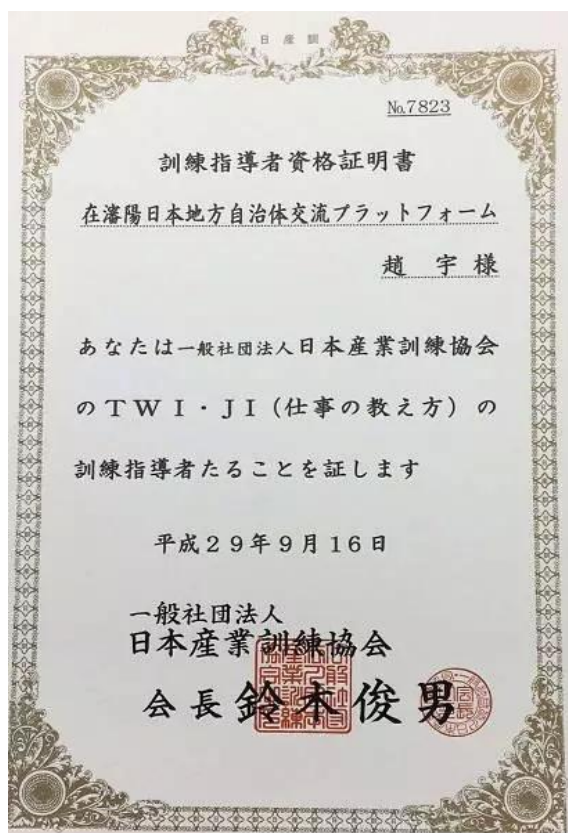 日産訓
No.7823
訓練指導者資格証明書
在瀋陽日本地方自治体交流プラットフォーム
趙 宇 様
あなたは一般社団法人日本産業訓練協会
のTWI・JI(仕事の教え方)の
訓練指導者たることを証します
平成29年9月16日
一般社団法人
日本産業訓練協会
会長 鈴木俊男